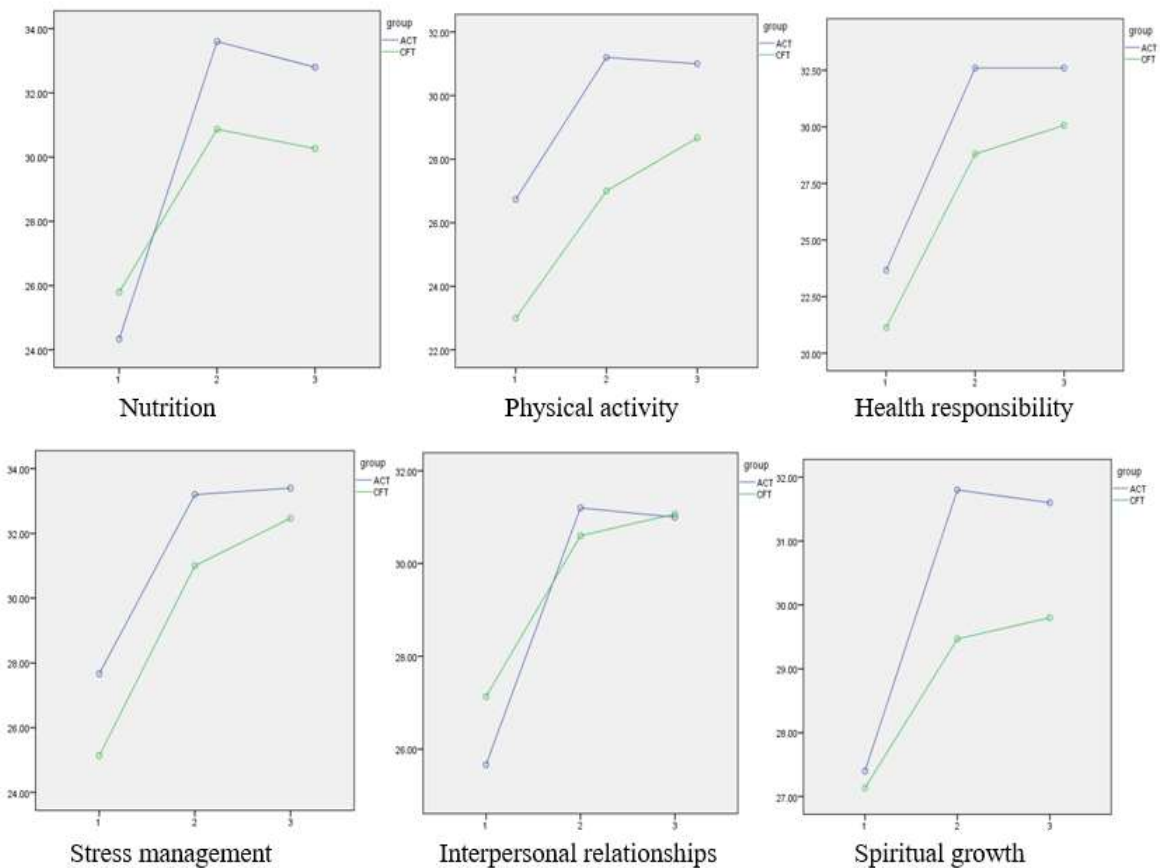 group
ACT
CFT
34.00
32.00
30.00
28.00
26.00
24.00
1 2 3
Nutrition
group
ACT
CFT
32.00
30.00
28.00
26.00
24.00
22.00
1 2 3
Physical activity
group
ACT
CFT
32.50
30.00
27.50
25.00
22.50
20.00
1 2 3
Health responsibility
group
ACT
CFT
34.00
32.00
30.00
28.00
26.00
24.00
1 2 3
Stress management
group
ACT
CFT
32.00
30.00
28.00
26.00
1 2 3
Interpersonal relationships
group
ACT
CFT
32.00
31.00
30.00
29.00
28.00
27.00
1 2 3
Spiritual growth